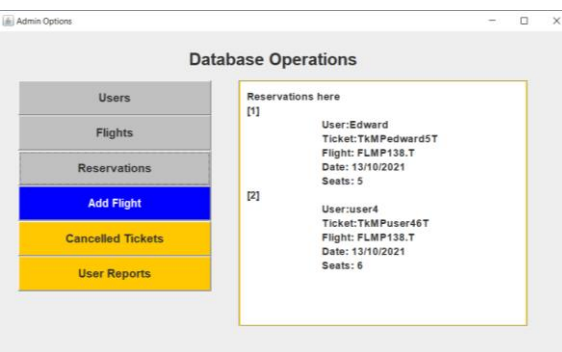 Admin Options
Database Operations
Users
Flights
Reservations
Add Flight
Cancelled Tickets
User Reports
Reservations here
[1]
User:Edward
Ticket:TkMPedward5T
Flight: FLMP138.T
Date: 13/10/2021
Seats: 5
[2]
User:user4
Ticket:TkMPuser46T
Flight: FLMP138.T
Date: 13/10/2021
Seats: 6